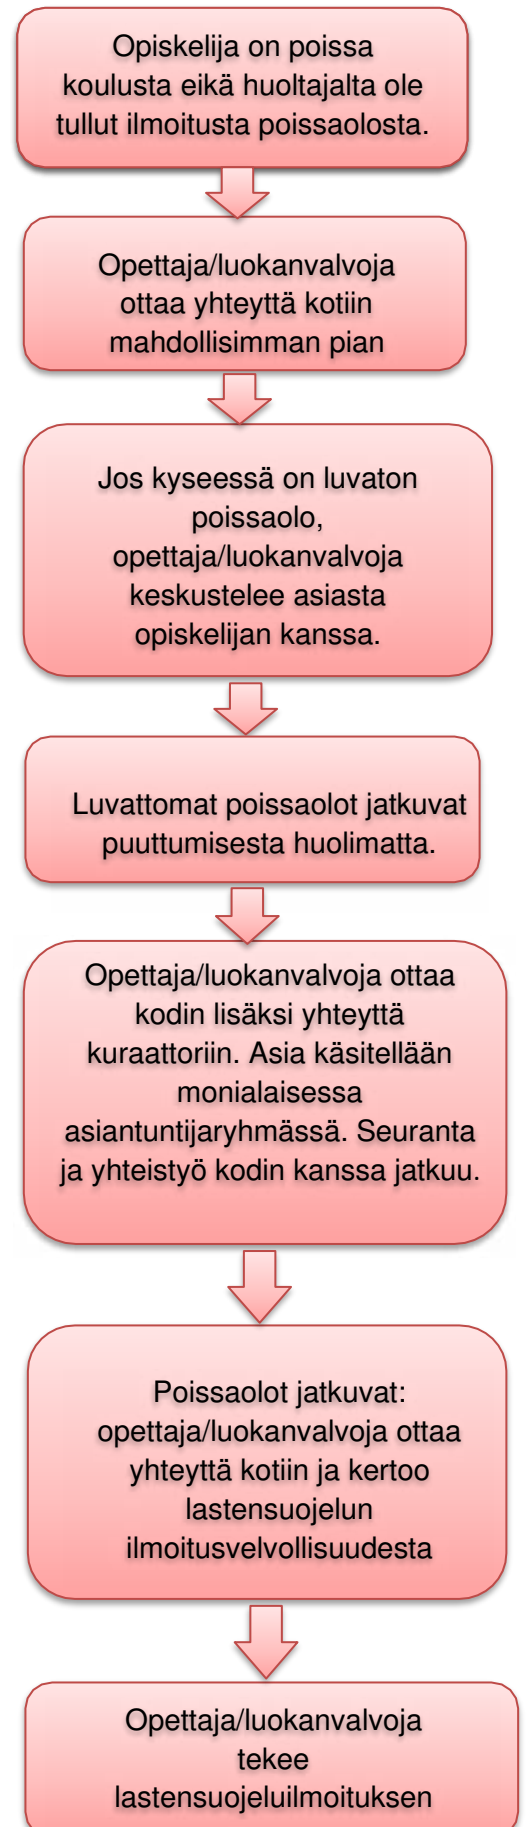 Opiskelija on poissa
koulusta eikä huoltajalta ole
tullut ilmoitusta poissaolosta.
Opettaja/luokanvalvoja
ottaa yhteyttä kotiin
mahdollisimman pian
Jos kyseessä on luvaton
poissaolo,
opettaja/luokanvalvoja
keskustelee asiasta
opiskelijan kanssa.
Luvattomat poissaolot jatkuvat
puuttumisesta huolimatta.
Opettaja/luokanvalvoja ottaa
kodin lisäksi yhteyttä
kuraattoriin. Asia käsitellään
monialaisessa
asiantuntijaryhmässä. Seuranta
ja yhteistyö kodin kanssa jatkuu.
Poissaolot jatkuvat:
opettaja/luokanvalvoja ottaa
yhteyttä kotiin ja kertoo
lastensuojelun
ilmoitusvelvollisuudesta
Opettaja/luokanvalvoja
tekee
lastensuojeluilmoituksen